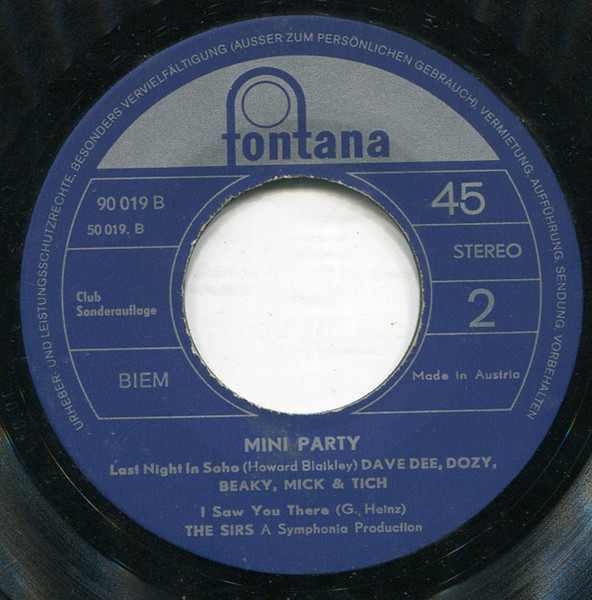 URHEBER- UND LEISTUNGSSCHUTZRECHTE, BESONDERS VERVIELFÄLTIGUNG (AUSSER ZUM PERSÖNLICHEN GEBRAUCH), VERMIETUNG, AUFFÜHRUNG, SENDUNG, VORBEHALTEN
fontana
90 019 B
50 019. B
Club
Sonderauflage
BIEM
45
STEREO
2
Made in Austria
MINI PARTY
Last Night In Soho (Howard Blaikley) DAVE DEE, DOZY,
BEAKY, MICK & TICH
I Saw You There (G. Heinz)
THE SIRS A Symphonia Production